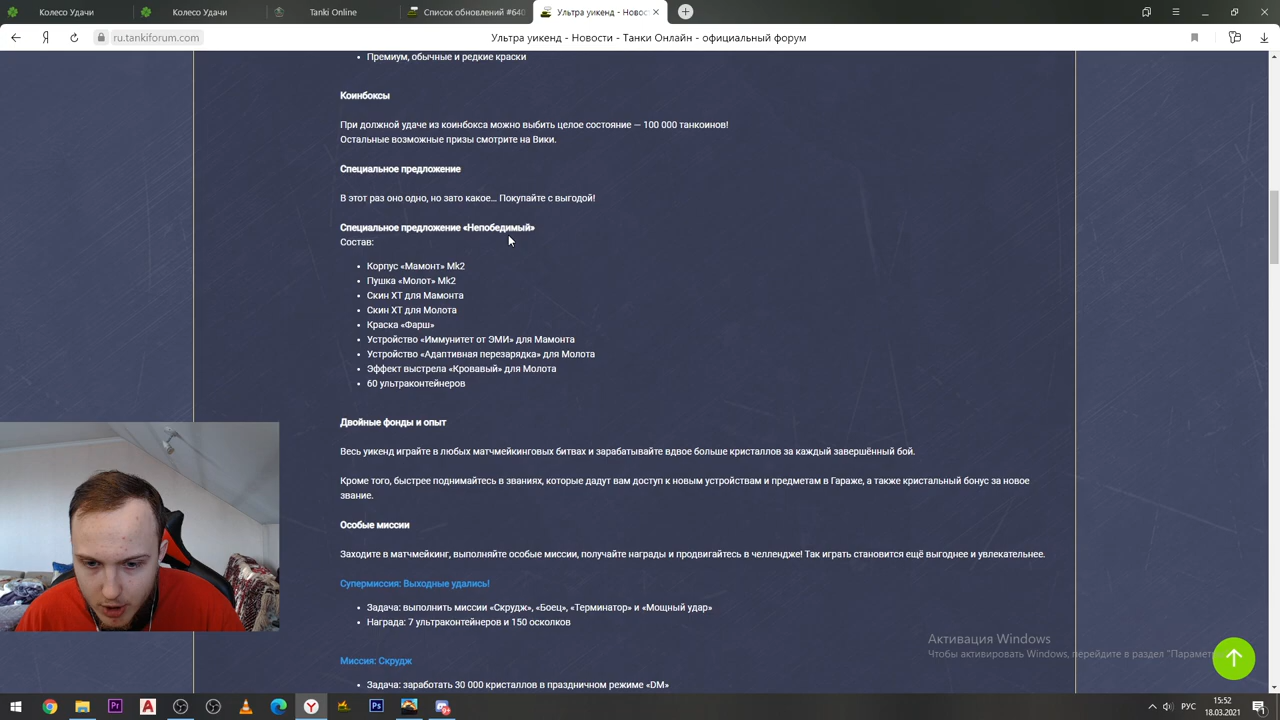 Колесо Удачи
Колесо Удачи
Tanki Online
Список обновлений #640
Ультра уикенд - Новос
ru.tankiforum.com
Ультра уикенд - Новости - Танки Онлайн - официальный форум
• Премиум, обычные и редкие краски
Коинбоксы
При должной удаче из коинбокса можно выбить целое состояние — 100 000 танкоинов!
Остальные возможные призы смотрите на Вики.
Специальное предложение
В этот раз оно одно, но зато какое... Покупайте с выгодой!
Специальное предложение «Непобедимый»
Состав:
• Корпус «Мамонт» Mk2
• Пушка «Молот» Mk2
• Скин XT для Мамонта
• Скин XT для Молота
• Краска «Фарш»
• Устройство «Иммунитет от ЭМИ» для Мамонта
• Устройство «Адаптивная перезарядка» для Молота
• Эффект выстрела «Кровавый» для Молота
• 60 ультраконтейнеров
Двойные фонды и опыт
Весь уикенд играйте в любых матчмейкинговых битвах и зарабатывайте вдвое больше кристаллов за каждый завершённый бой.
Кроме того, быстрее поднимайтесь в званиях, которые дадут вам доступ к новым устройствам и предметам в Гараже, а также кристальный бонус за новое
звание.
Особые миссии
Заходите в матчмейкинг, выполняйте особые миссии, получайте награды и продвигайтесь в челлендже! Так играть становится ещё выгоднее и увлекательнее.
Супермиссия: Выходные удались!
• Задача: выполнить миссии «Скрудж», «Боец», «Терминатор» и «Мощный удар»
• Награда: 7 ультраконтейнеров и 150 осколков
Миссия: Скрудж
• Задача: заработать 30 000 кристаллов в праздничном режиме «DM»
Активация Windows
Чтобы активировать Windows, перейдите в раздел "Парамет
РУС
15:52
18.03.2021